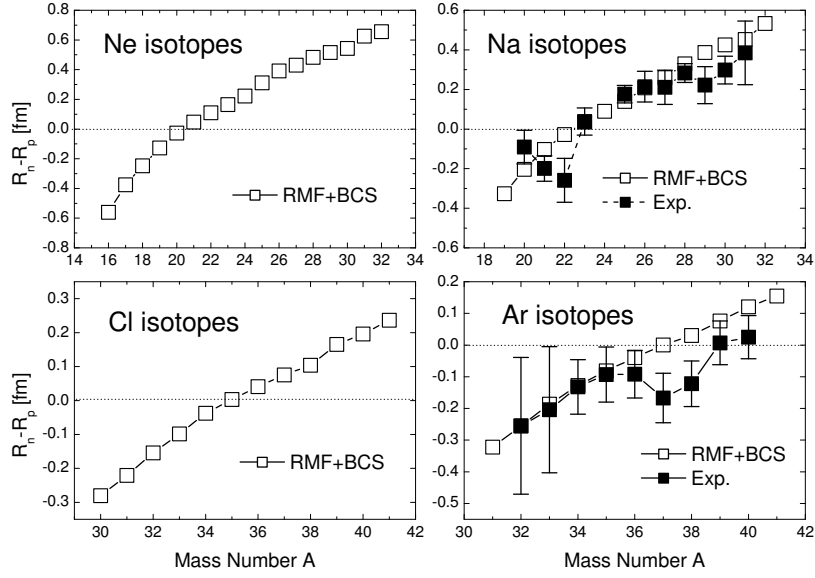 Ne isotopes
0.8
0.6
0.4
0.2
0.0
-0.2
-0.4
-0.6
-0.8
R_n-R_p [fm]
RMF+BCS
14 16 18 20 22 24 26 28 30 32 34
Na isotopes
0.6
0.4
0.2
0.0
-0.2
-0.4
-0.6
RMF+BCS
Exp.
18 20 22 24 26 28 30 32 34
Cl isotopes
0.3
0.2
0.1
0.0
-0.1
-0.2
-0.3
R_n-R_p [fm]
RMF+BCS
30 32 34 36 38 40 42
Mass Number A
Ar isotopes
0.2
0.1
0.0
-0.1
-0.2
-0.3
-0.4
-0.5
RMF+BCS
Exp.
30 32 34 36 38 40 42
Mass Number A